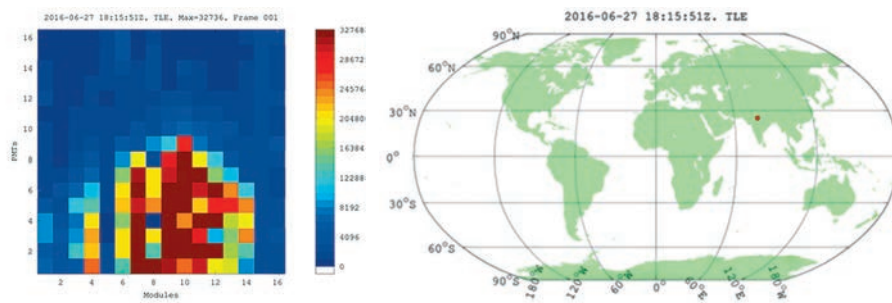 2016-06-27 18:15:51Z, TLE, Max=32736, Frame 001
16
14
12
10
8
6
4
2
PMTs
2 4 6 8 10 12 14 16
Modules
32768
28672
24576
20480
16384
12288
8192
4096
0
2016-06-27 18:15:51Z, TLE
90°N
60°N
30°N
0°
30°S
60°S
90°S
180°W
120°W
60°W
0°
60°E
120°E
180°W